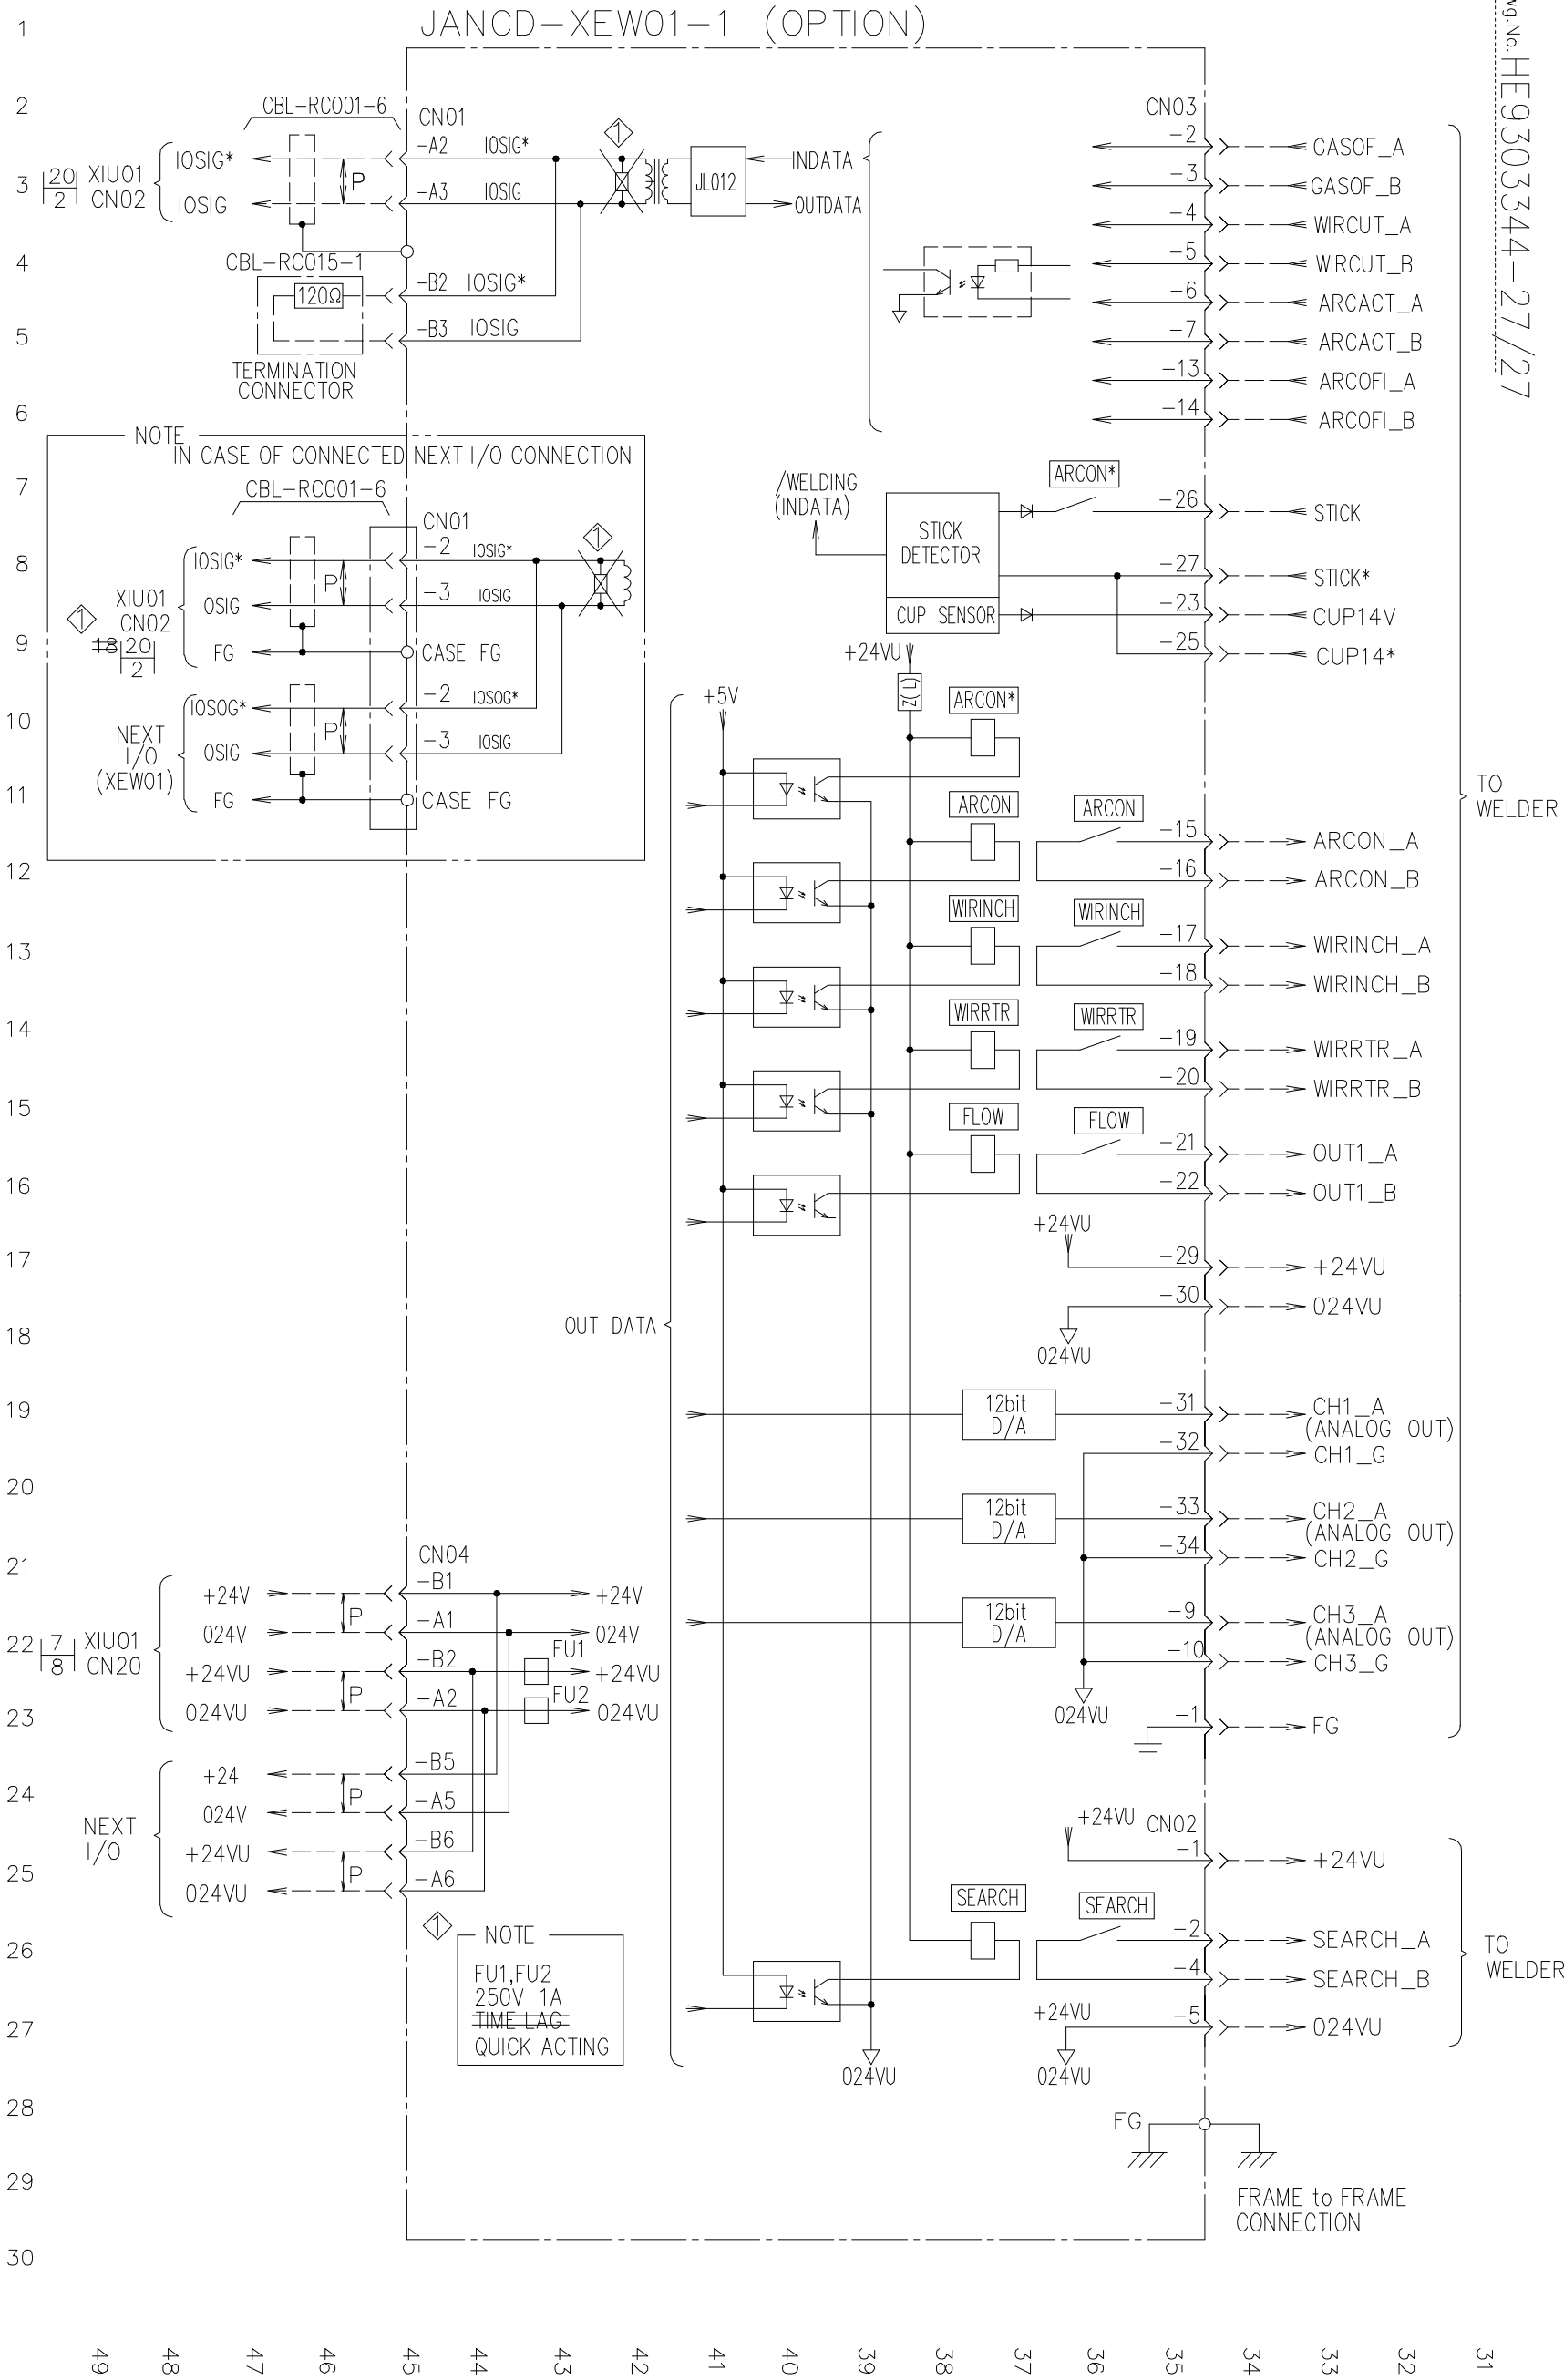 JANCD-XEW01-1 (OPTION)
wg.No.HE9303344-27/27
1
2
3
4
5
6
7
8
9
10
11
12
13
14
15
16
17
18
19
20
21
22
23
24
25
26
27
28
29
30
CBL-RC001-6
CN01
-A2 IOSIG*
1
20
2
XIU01
CN02
IOSIG*
IOSIG
P
-A3 IOSIG
JL012
INDATA
OUTDATA
CBL-RC015-1
120Ω
-B2 IOSIG*
-B3 IOSIG
TERMINATION
CONNECTOR
NOTE
IN CASE OF CONNECTED NEXT I/O CONNECTION
CBL-RC001-6
CN01
-2 IOSIG*
1
IOSIG*
P
-3 IOSIG
IOSIG
XIU01
CN02
1
18 20
2
FG
CASE FG
IOSOG*
-2 IOSOG*
P
NEXT
I/O
(XEW01)
IOSIG
-3 IOSIG
FG
CASE FG
CN03
-2 GASOF_A
-3 GASOF_B
-4 WIRCUT_A
-5 WIRCUT_B
-6 ARCACT_A
-7 ARCACT_B
-13 ARCOFI_A
-14 ARCOFI_B
/WELDING
(INDATA)
STICK
DETECTOR
CUP SENSOR
ARCON*
-26 STICK
-27 STICK*
-23 CUP14V
-25 CUP14*
+24VU
Z(L)
+5V
ARCON*
TO
WELDER
ARCON ARCON
-15 ARCON_A
-16 ARCON_B
WIRINCH WIRINCH
-17 WIRINCH_A
-18 WIRINCH_B
WIRRTR WIRRTR
-19 WIRRTR_A
-20 WIRRTR_B
FLOW FLOW
-21 OUT1_A
-22 OUT1_B
+24VU
-29 +24VU
-30 024VU
024VU
OUT DATA
12bit
D/A
-31 CH1_A
(ANALOG OUT)
-32 CH1_G
12bit
D/A
-33 CH2_A
(ANALOG OUT)
-34 CH2_G
12bit
D/A
-9 CH3_A
(ANALOG OUT)
-10 CH3_G
024VU
-1 FG
CN04
+24V -B1 +24V
P
024V -A1 024V
7
8
XIU01
CN20
+24VU -B2 FU1 +24VU
P
024VU -A2 FU2 024VU
+24 -B5
P
024V -A5
NEXT
I/O
+24VU -B6
P
024VU -A6
1
NOTE
FU1,FU2
250V 1A
TIME LAG
QUICK ACTING
+24VU CN02
-1 +24VU
SEARCH SEARCH
-2 SEARCH_A
-4 SEARCH_B
TO
WELDER
+24VU
-5 024VU
024VU
024VU
FG
FRAME to FRAME
CONNECTION
49 48 47 46 45 44 43 42 41 40 39 38 37 36 35 34 33 32 31